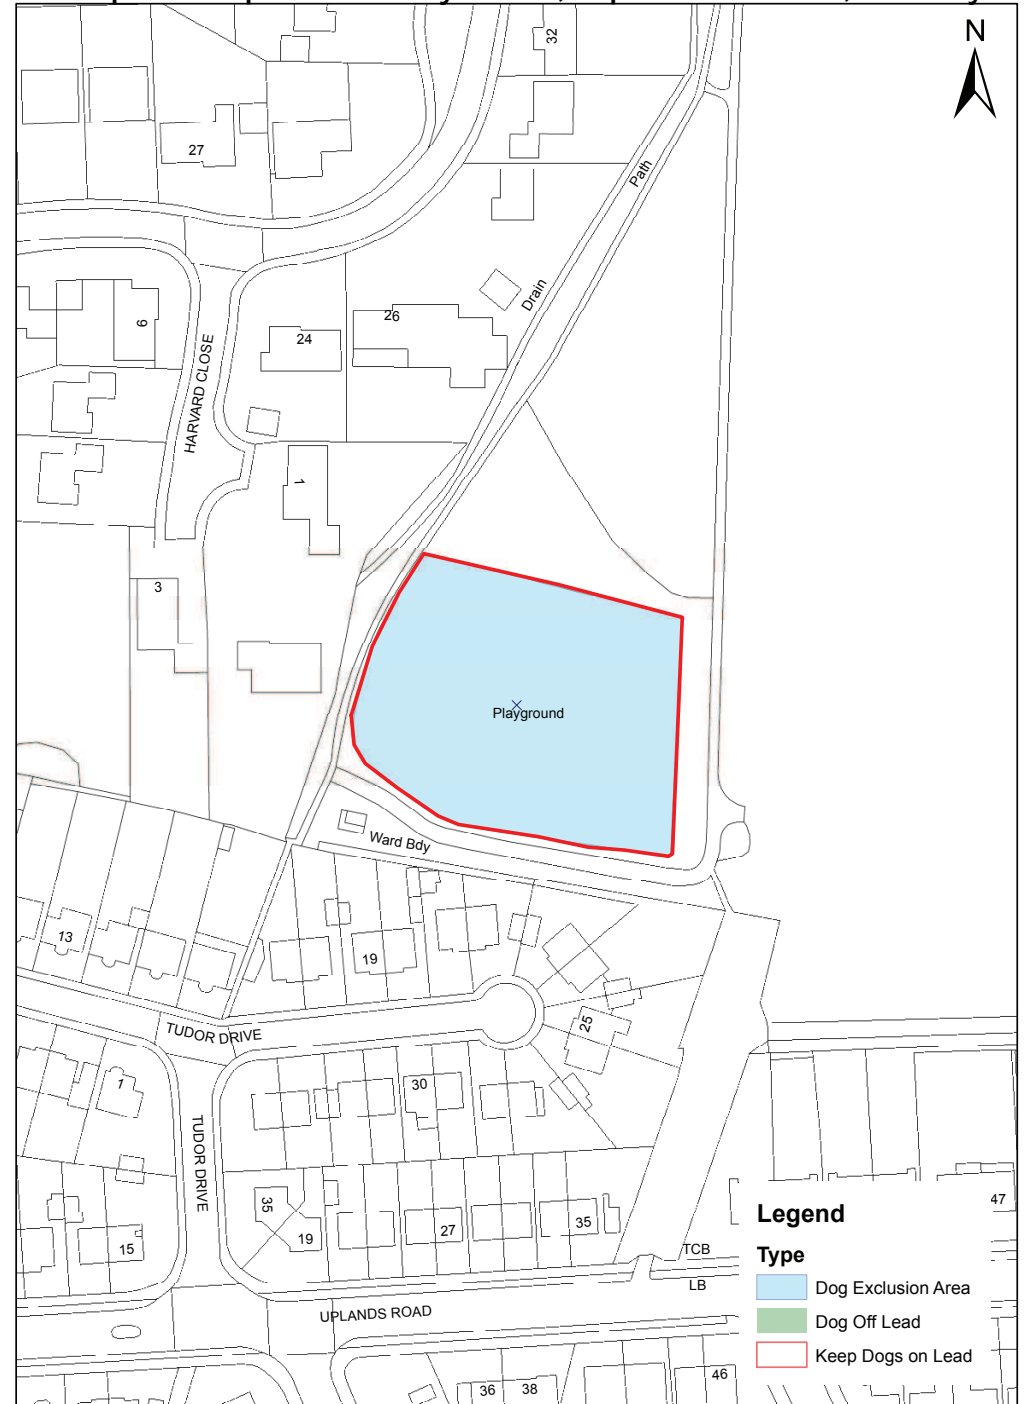 N
32
27
Path
Drain
26
24
9
HARVARD CLOSE
1
3
Playground
Ward Bdy
13
19
25
TUDOR DRIVE
1
30
TUDOR DRIVE
35
19
27
35
15
47
TCB
LB
UPLANDS ROAD
36
38
46
Legend
Type
Dog Exclusion Area
Dog Off Lead
Keep Dogs on Lead